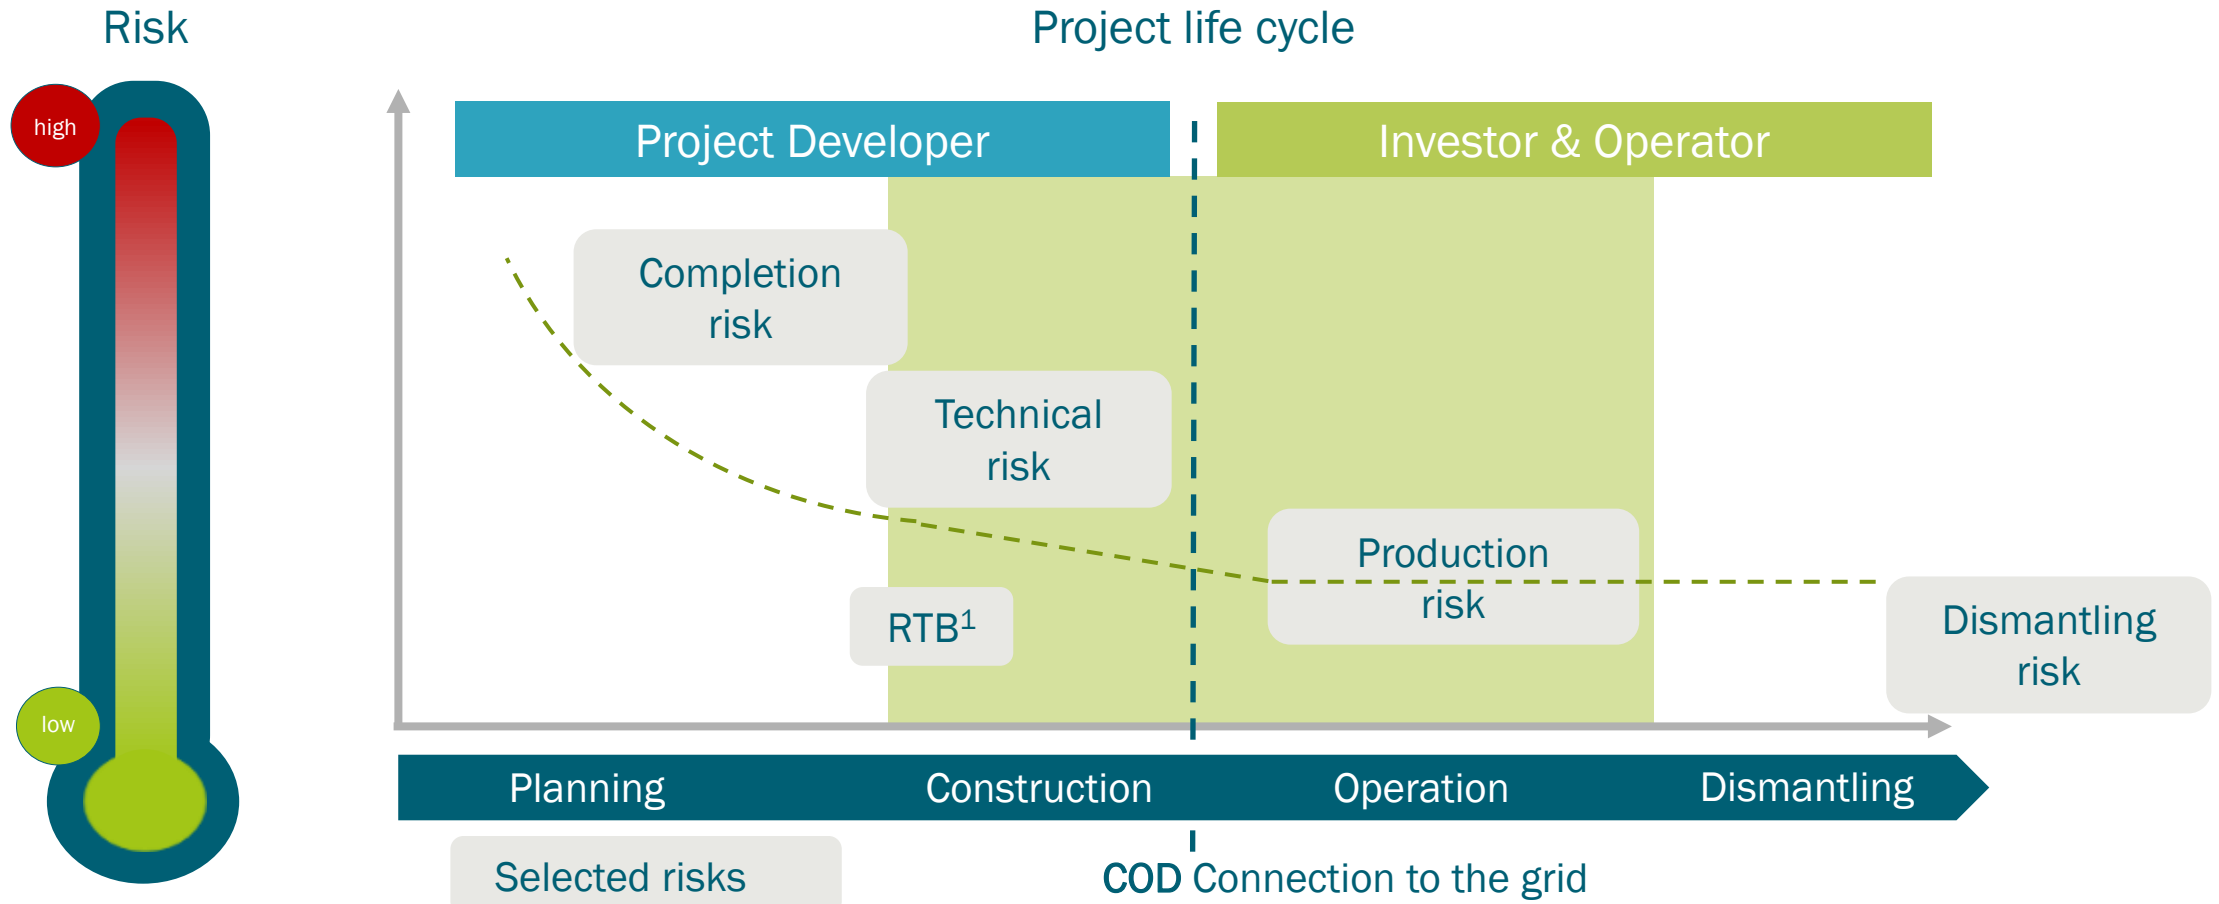 Risk
Project life cycle
high
Project Developer
Investor & Operator
Completion
risk
Technical
risk
Production
risk
RTB¹
Dismantling
risk
low
Planning
Construction
Operation
Dismantling
Selected risks
COD Connection to the grid